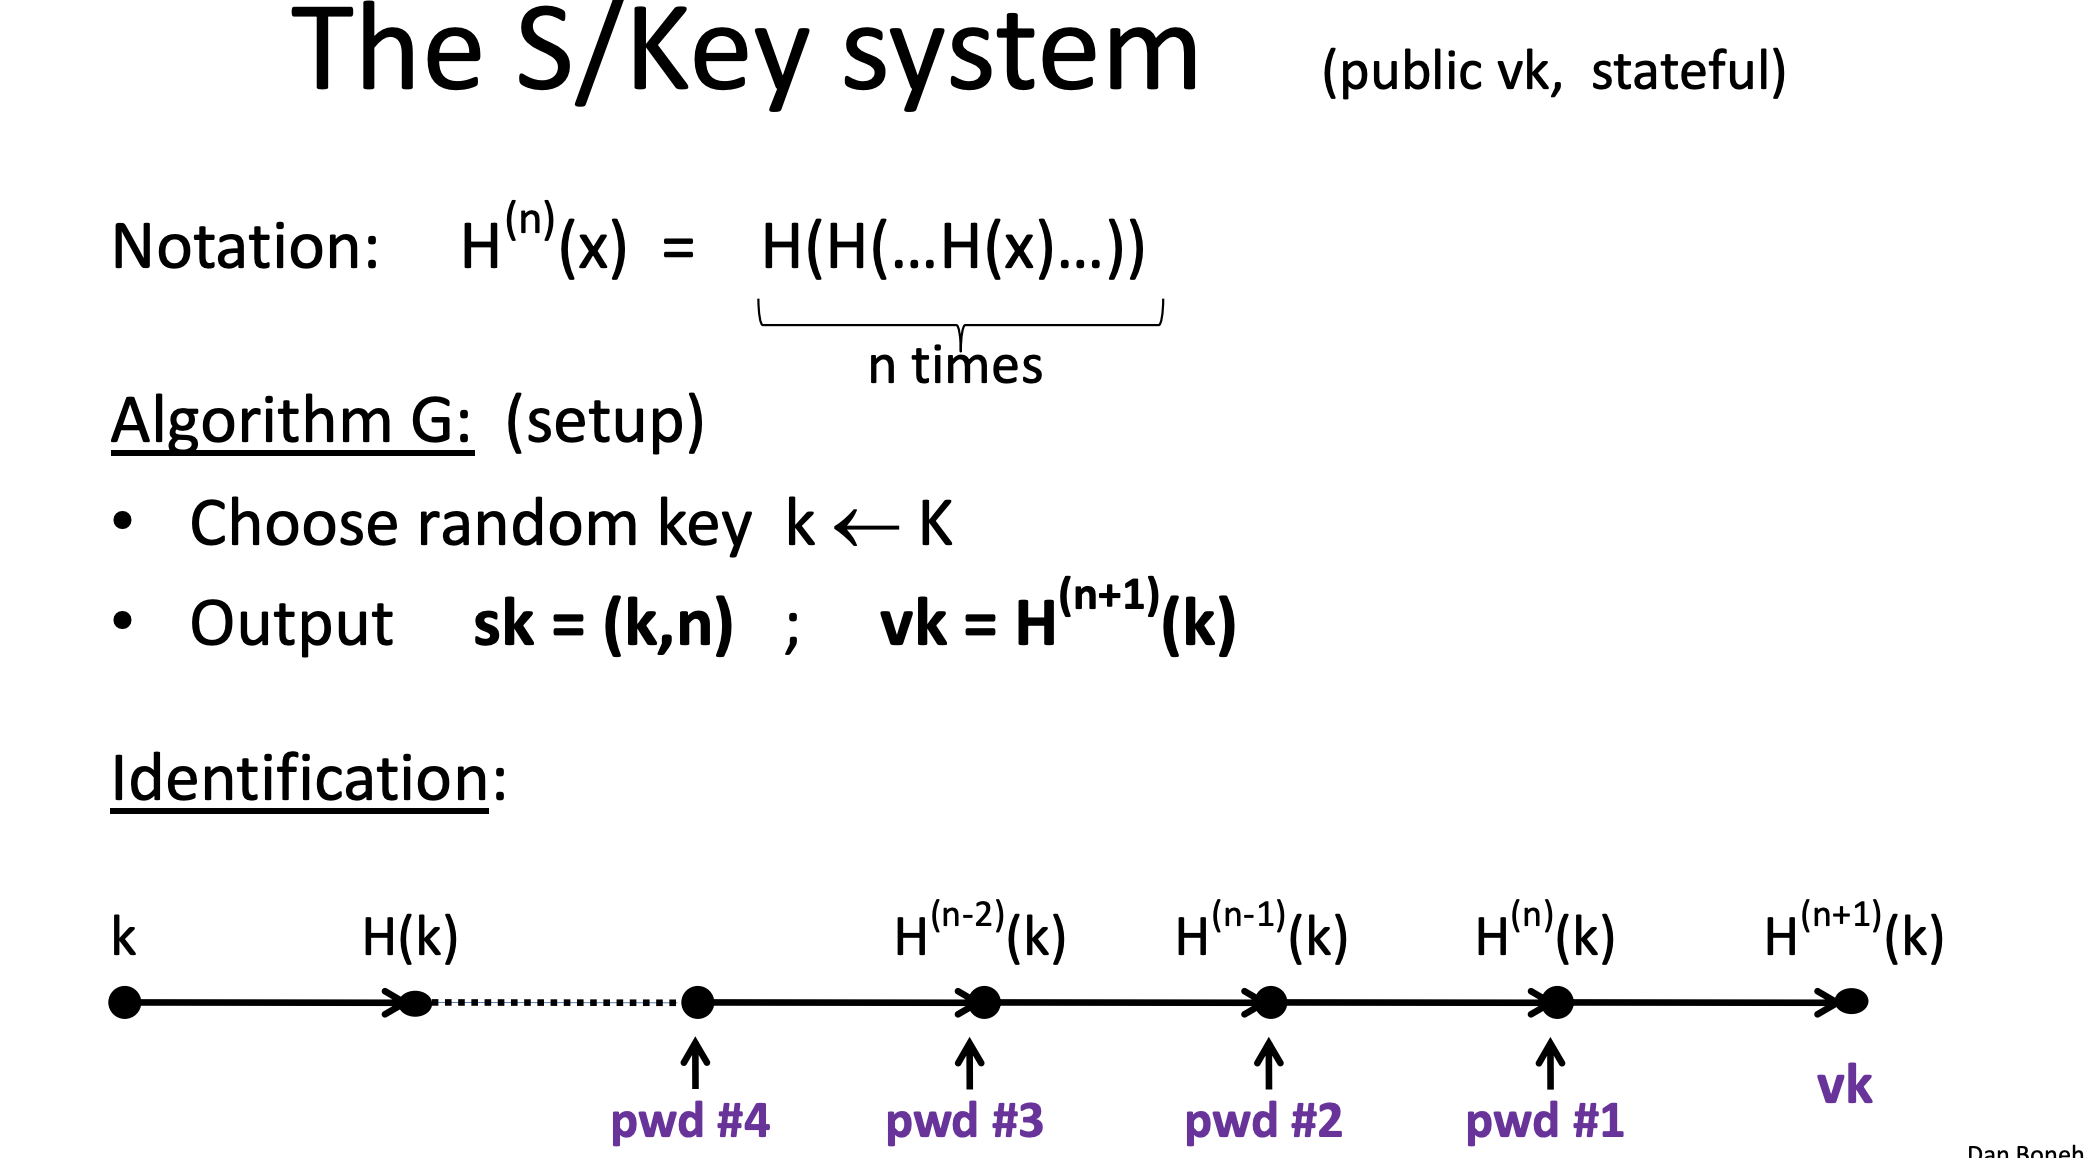 The S/Key system (public vk, stateful)
Notation: H^(n)(x) = H(H(...H(x)...))
n times
Algorithm G: (setup)
• Choose random key k ← K
• Output sk = (k,n) ; vk = H^(n+1)(k)
Identification:
k H(k) H^(n-2)(k) H^(n-1)(k) H^(n)(k) H^(n+1)(k)
pwd #4 pwd #3 pwd #2 pwd #1 vk
Dan Boneh